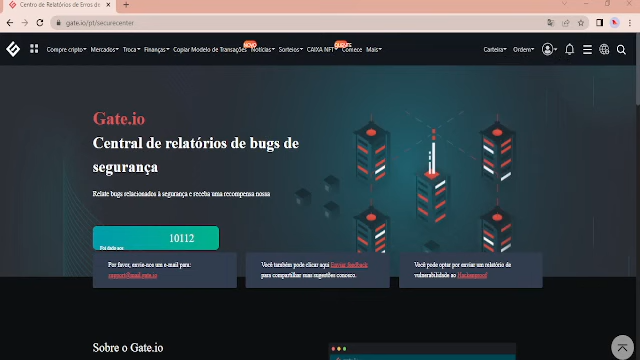 Centro de Relatórios de Erros do
gate.io/pt/securecenter
Compre cripto Mercados Troca Finanças Copiar Modelo de Transações Notícias Sorteios CAIXA NFT Comece Mais
NOVO
Carteira Ordem
Gate.io
Central de relatórios de bugs de
segurança
Relate bugs relacionados à segurança e receba uma recompensa nossa
10112
Por favor, envie-nos um e-mail para:
Você também pode clicar aqui Enviar feedback
para compartilhar suas sugestões conosco.
Você pode optar por enviar um relatório de
vulnerabilidade ao Hackenproof
Sobre o Gate.io